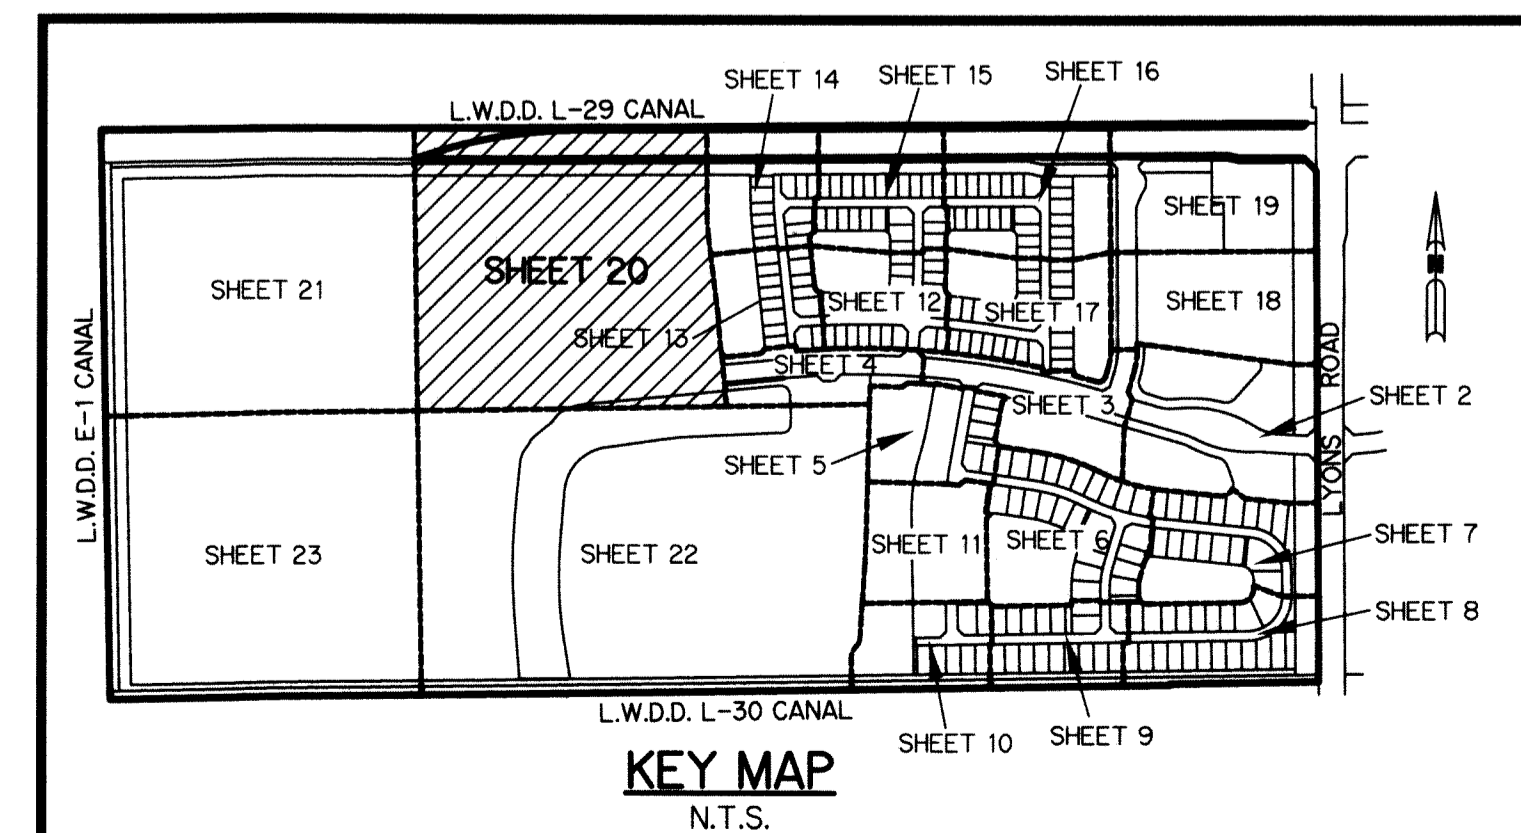 SHEET 14
SHEET 15
SHEET 16
L.W.D.D. L-29 CANAL
SHEET 19
SHEET 21
SHEET 20
SHEET 12
SHEET 17
SHEET 18
N
SHEET 13
SHEET 4
L.W.D.D. E-1 CANAL
LYONS ROAD
SHEET 3
SHEET 2
SHEET 5
SHEET 23
SHEET 22
SHEET 11
SHEET 6
SHEET 7
SHEET 8
L.W.D.D. L-30 CANAL
SHEET 10
SHEET 9
KEY MAP
N.T.S.